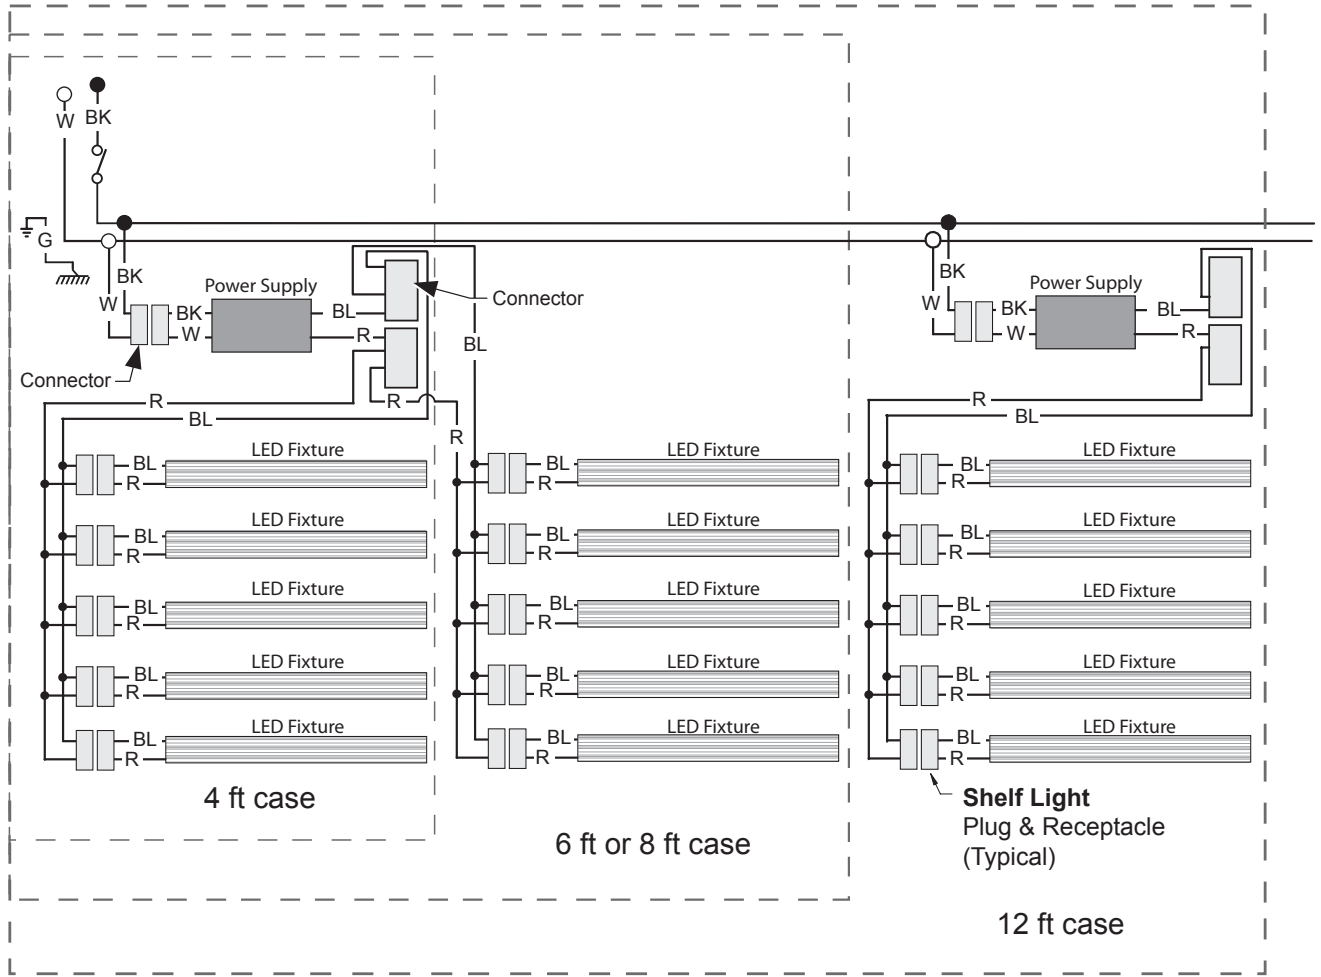 W BK
G
BK
W
Power Supply
BK
W
BL
R
Connector
Connector
BL
R
BL
R
R
BK
W
Power Supply
BK
W
BL
R
R
BL
LED Fixture
BL
R
LED Fixture
BL
R
LED Fixture
BL
R
LED Fixture
BL
R
LED Fixture
BL
R
4 ft case
LED Fixture
BL
R
LED Fixture
BL
R
LED Fixture
BL
R
LED Fixture
BL
R
LED Fixture
BL
R
6 ft or 8 ft case
LED Fixture
BL
R
LED Fixture
BL
R
LED Fixture
BL
R
LED Fixture
BL
R
LED Fixture
BL
R
Shelf Light
Plug & Receptacle
(Typical)
12 ft case